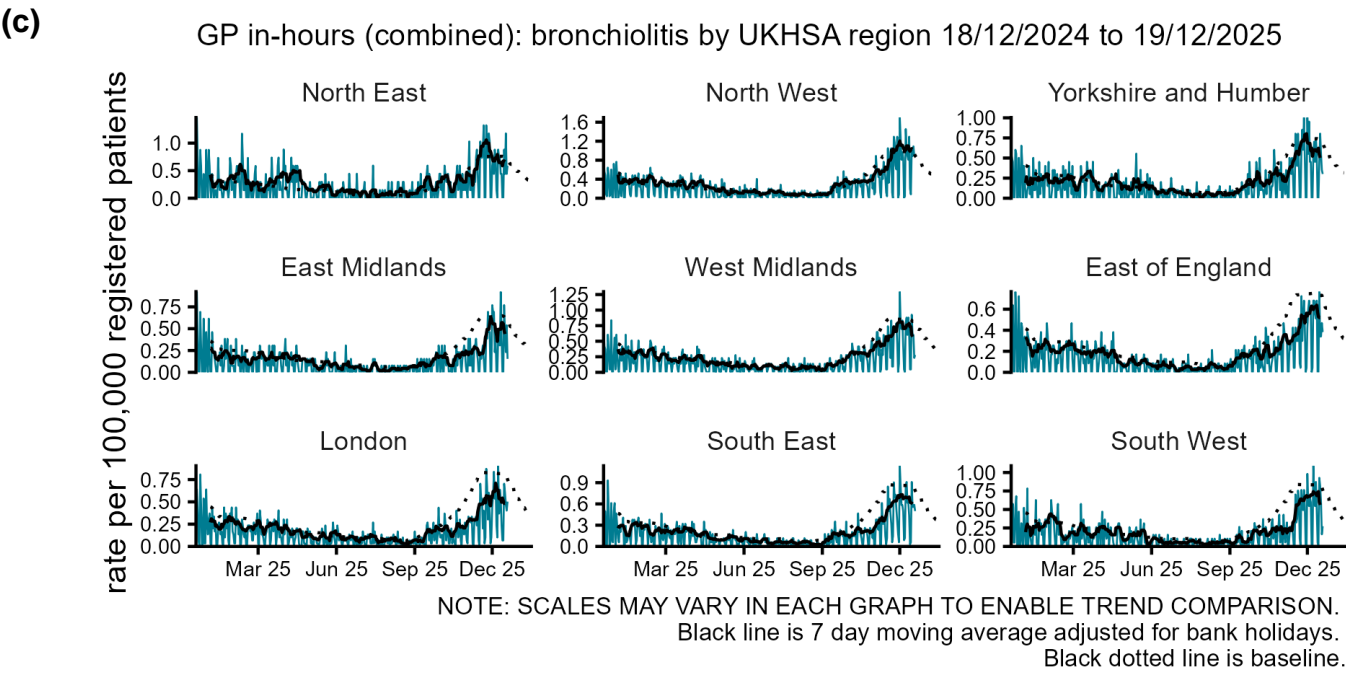 (c)
GP in-hours (combined): bronchiolitis by UKHSA region 18/12/2024 to 19/12/2025
rate per 100,000 registered patients
North East
1.0
0.5
0.0
North West
1.6
1.2
0.8
0.4
0.0
Yorkshire and Humber
1.00
0.75
0.50
0.25
0.00
East Midlands
0.75
0.50
0.25
0.00
West Midlands
1.25
1.00
0.75
0.50
0.25
0.00
East of England
0.6
0.4
0.2
0.0
London
0.75
0.50
0.25
0.00
Mar 25 Jun 25 Sep 25 Dec 25
South East
0.9
0.6
0.3
0.0
Mar 25 Jun 25 Sep 25 Dec 25
South West
1.00
0.75
0.50
0.25
0.00
Mar 25 Jun 25 Sep 25 Dec 25
NOTE: SCALES MAY VARY IN EACH GRAPH TO ENABLE TREND COMPARISON.
Black line is 7 day moving average adjusted for bank holidays.
Black dotted line is baseline.